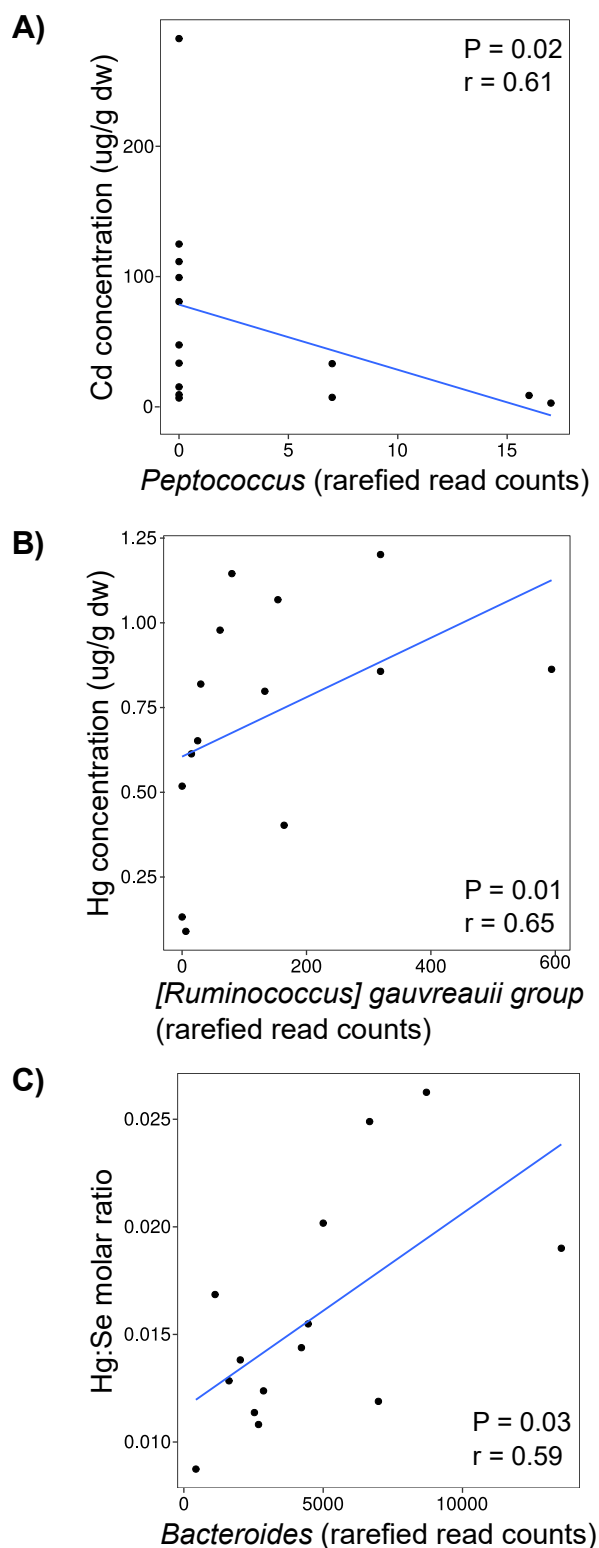 A)
P = 0.02
r = 0.61
Cd concentration (ug/g dw)
200
100
0
0
5
10
15
Peptococcus (rarefied read counts)
B)
1.25
1.00
0.75
0.50
0.25
Hg concentration (ug/g dw)
P = 0.01
r = 0.65
0
200
400
600
[Ruminococcus] gauvreauii group
(rarefied read counts)
C)
0.025
0.020
0.015
0.010
Hg:Se molar ratio
P = 0.03
r = 0.59
0
5000
10000
Bacteroides (rarefied read counts)